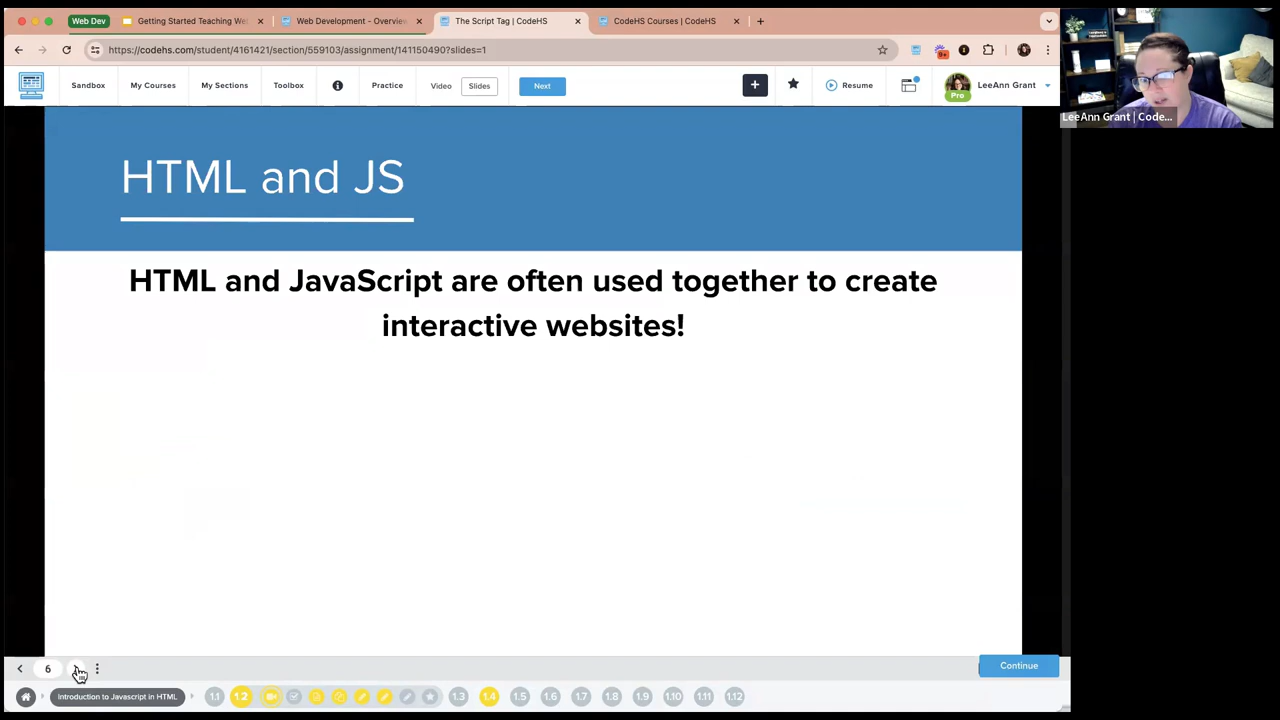 Web Dev
Getting Started Teaching We
Web Development - Overvie
The Script Tag | CodeHS
CodeHS Courses | CodeHS
https://codehs.com/student/4161421/section/559103/assignment/141150490?slides=1
9+
Sandbox
My Courses
My Sections
Toolbox
Practice
Video
Slides
Next
Resume
Pro
LeeAnn Grant
LeeAnn Grant | Code...
HTML and JS
HTML and JavaScript are often used together to create
interactive websites!
6
Continue
Introduction to Javascript in HTML
1.1
1.2
1.3
1.4
1.5
1.6
1.7
1.8
1.9
1.10
1.11
1.12